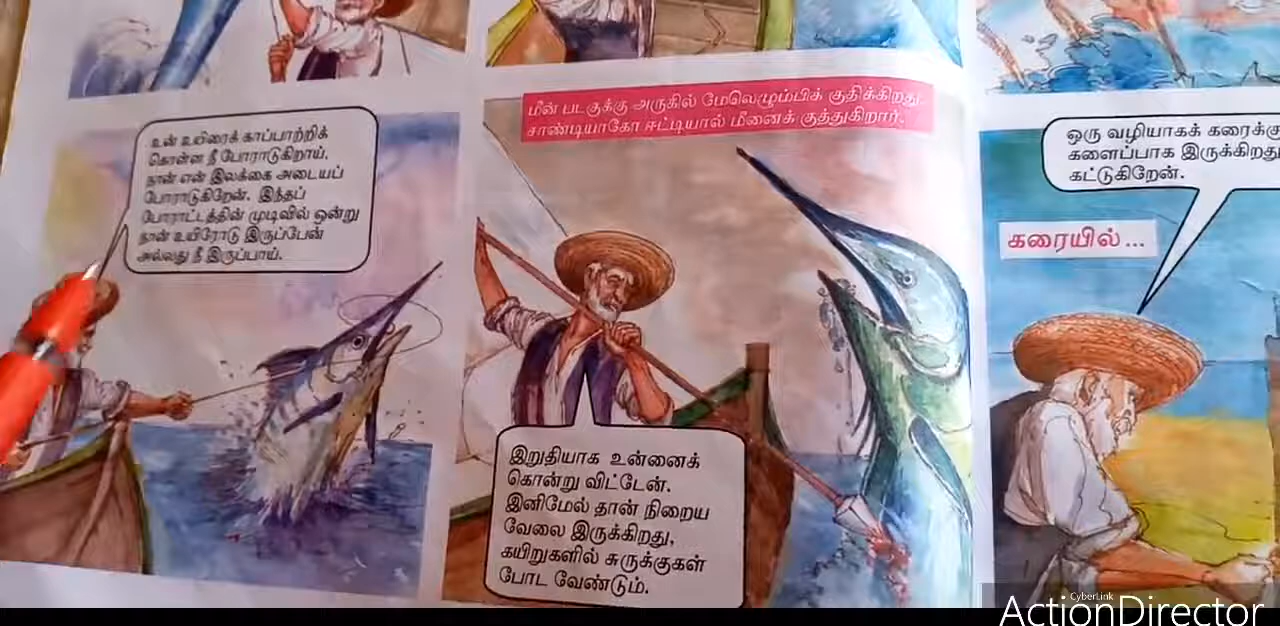 உன் உயிரைக் காப்பாற்றிக்
கொள்ள நீ போராடுகிறாய்.
நான் என் இலக்கை அடையப்
போராடுகிறேன். இந்தப்
போராட்டத்தின் முடிவில் ஒன்று
நான் உயிரோடு இருப்பேன்
அல்லது நீ இருப்பாய்.
மீன் படகுக்கு அருகில் மேலெழும்பிக் குதிக்கிறது.
சாண்டியாகோ ஈட்டியால் மீனைக் குத்துகிறார்.
இறுதியாக உன்னைக்
கொன்று விட்டேன்.
இனிமேல் தான் நிறைய
வேலை இருக்கிறது,
கயிறுகளில் சுருக்குகள்
போட வேண்டும்.
ஒரு வழியாகக் கரைக்கு
களைப்பாக இருக்கிறது
கட்டுகிறேன்.
கரையில் ...
CyberLink
ActionDirector